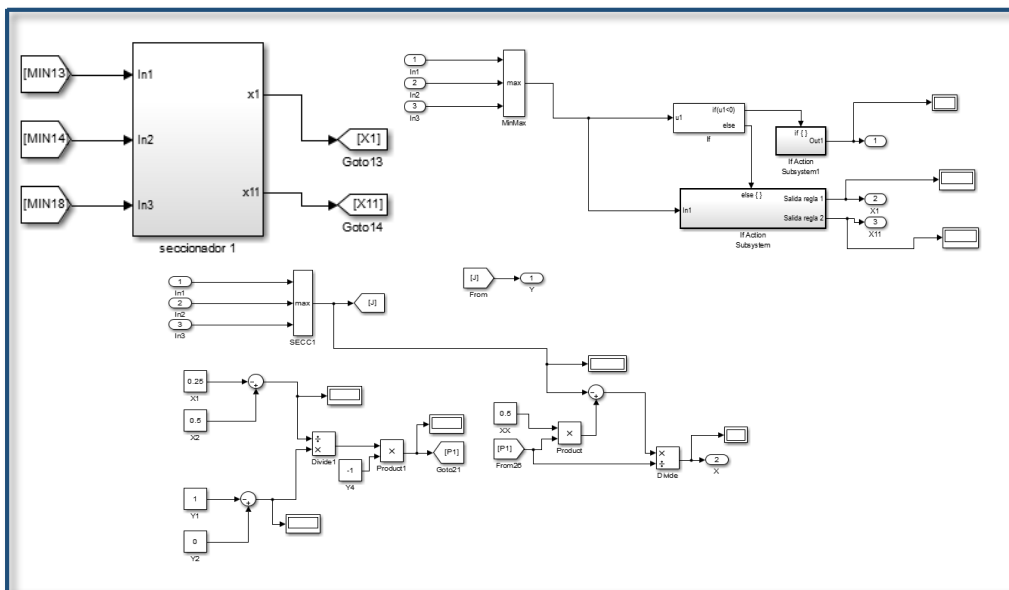 [MIN13]
[MIN14]
[MIN18]
In1
In2
In3
x1
x11
seccionador 1
[X1]
Goto13
[X11]
Goto14
1
In1
2
In2
3
In3
max
MinMax
u1
if(u1<0)
else
If
if { }
Out1
If Action
Subsystem1
1
else { }
In1
Salida regla 1
Salida regla 2
If Action
Subsystem
2
X1
3
X11
1
In1
2
In2
3
In3
max
SECC1
[J]
[J]
From
1
Y
0.25
X1
0.5
X2
÷
×
Divide1
-1
Y4
×
Product1
[P1]
Goto21
1
Y1
0
Y2
0.5
XX
[P1]
From26
×
Product
×
÷
Divide
2
X